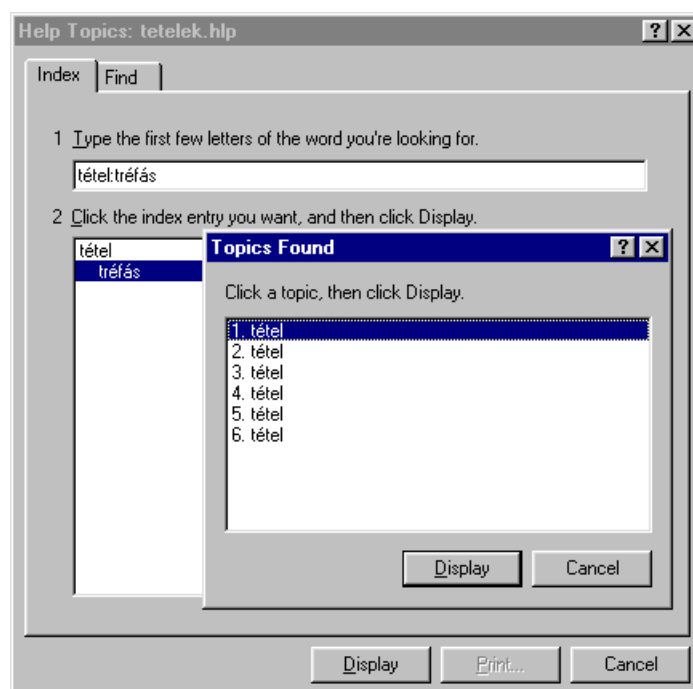 Help Topics: tetelek.hlp
Index
Find
1 Type the first few letters of the word you're looking for.
tétel:tréfás
2 Click the index entry you want, and then click Display.
tétel
tréfás
Topics Found
Click a topic, then click Display.
1. tétel
2. tétel
3. tétel
4. tétel
5. tétel
6. tétel
Display
Cancel
Display
Print...
Cancel